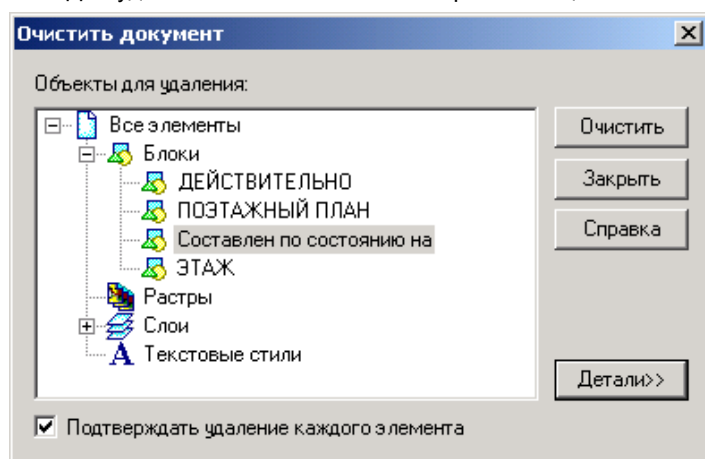 Очистить документ
Объекты для удаления:
Все элементы
Очистить
Блоки
ДЕЙСТВИТЕЛЬНО
Закрыть
ПОЭТАЖНЫЙ ПЛАН
Составлен по состоянию на
Справка
ЭТАЖ
Растры
Слои
Текстовые стили
Детали>>
Подтверждать удаление каждого элемента